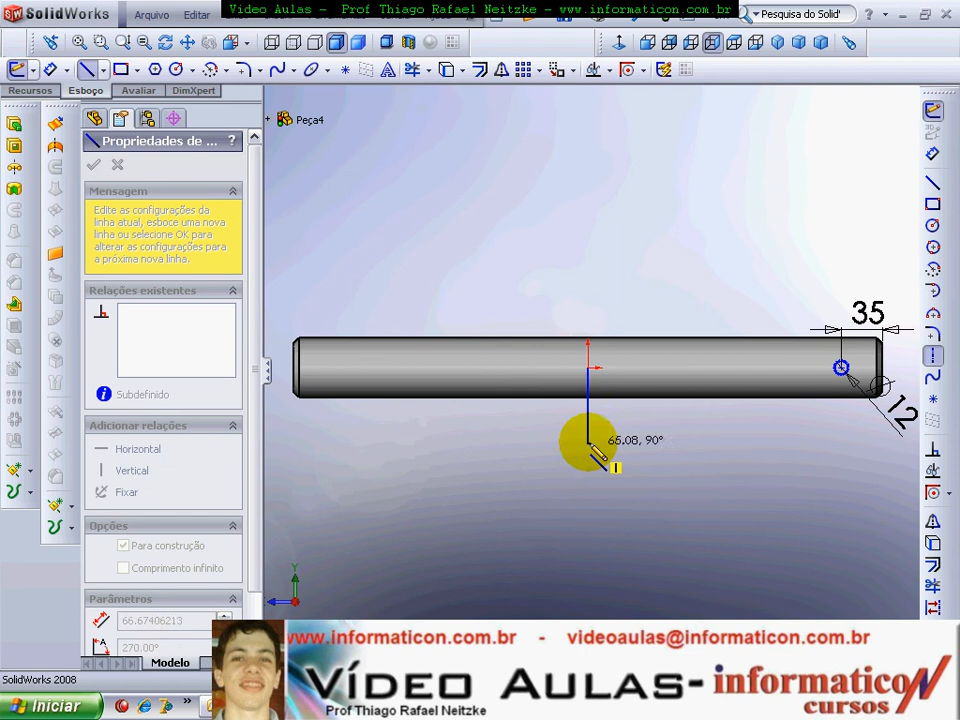 Video Aulas - Prof Thiago Rafael Neitzke - www.informaticon.com.br
SolidWorks
Arquivo
Editar
Pesquisa do Solid'
Recursos
Esboço
Avaliar
DimXpert
Propriedades de ...
?
Peça4
Mensagem
Edite as configurações da
linha atual, esboce uma nova
linha ou selecione OK para
alterar as configurações para
a próxima nova linha.
Relações existentes
Subdefinido
Adicionar relações
Horizontal
Vertical
Fixar
Opções
Para construção
Comprimento infinito
Parâmetros
66.67406213
270.00°
35
12
65.08, 90°
Y
Modelo
SolidWorks 2008
Iniciar
www.informaticon.com.br - videoaulas@informaticon.com.br
Vídeo Aulas-
informaticon
cursos
Prof Thiago Rafael Neitzke